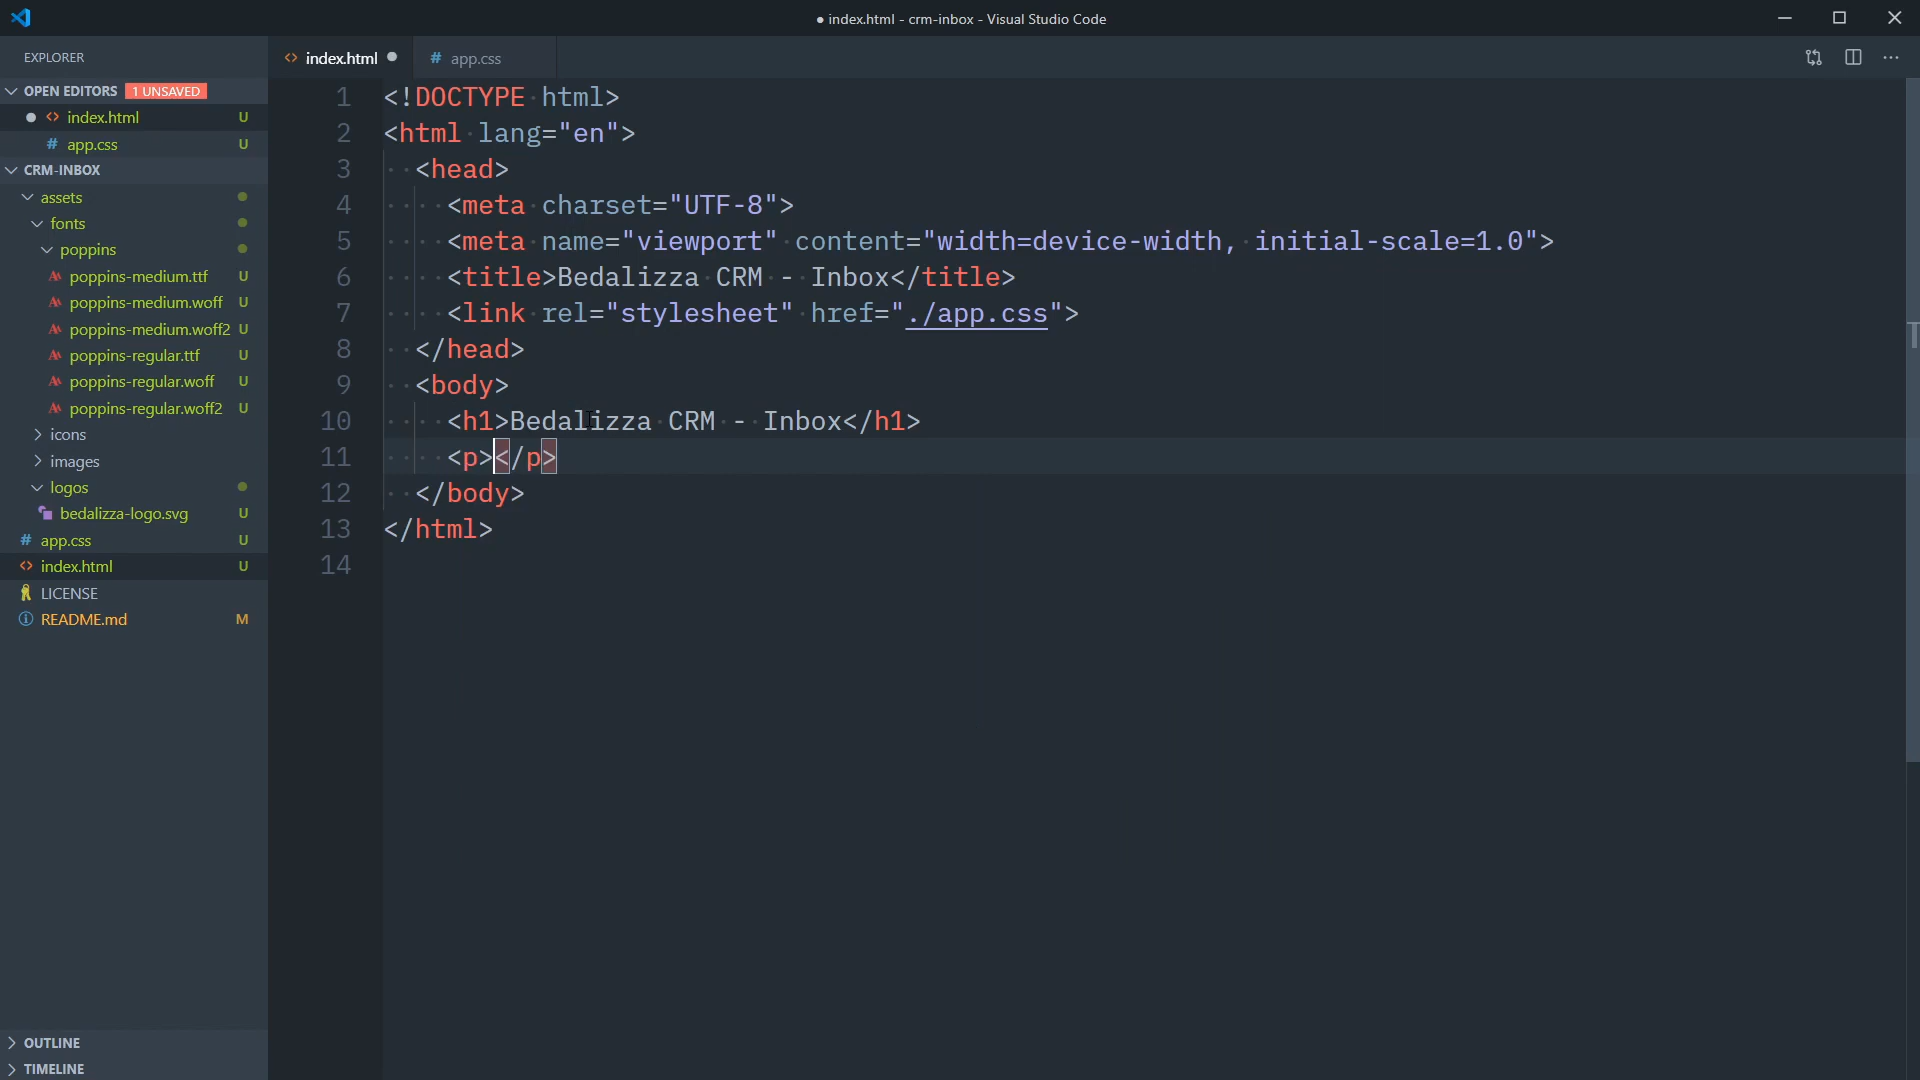 ● index.html - crm-inbox - Visual Studio Code
EXPLORER
OPEN EDITORS 1 UNSAVED
● <> index.html U
# app.css U
CRM-INBOX
assets
fonts
poppins
poppins-medium.ttf U
poppins-medium.woff U
poppins-medium.woff2 U
poppins-regular.ttf U
poppins-regular.woff U
poppins-regular.woff2 U
icons
images
logos
bedalizza-logo.svg U
# app.css U
<> index.html U
LICENSE
README.md M
OUTLINE
TIMELINE
<> index.html ●
# app.css
1 <!DOCTYPE html>
2 <html lang="en">
3 <head>
4 <meta charset="UTF-8">
5 <meta name="viewport" content="width=device-width, initial-scale=1.0">
6 <title>Bedalizza CRM - Inbox</title>
7 <link rel="stylesheet" href="./app.css">
8 </head>
9 <body>
10 <h1>Bedalizza CRM - Inbox</h1>
11 <p></p>
12 </body>
13 </html>
14